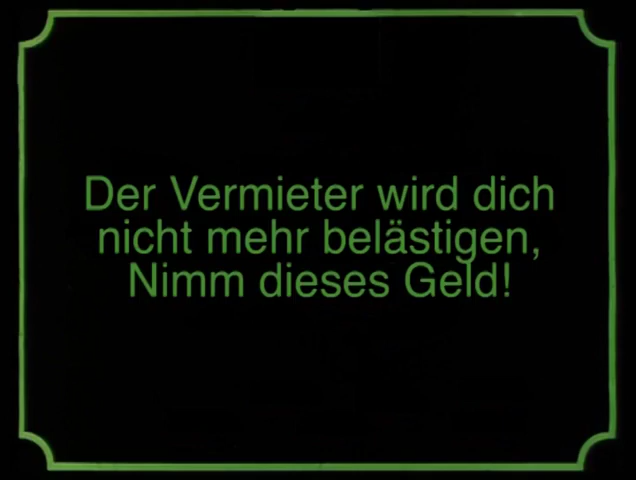 Der Vermieter wird dich
nicht mehr belästigen,
Nimm dieses Geld!